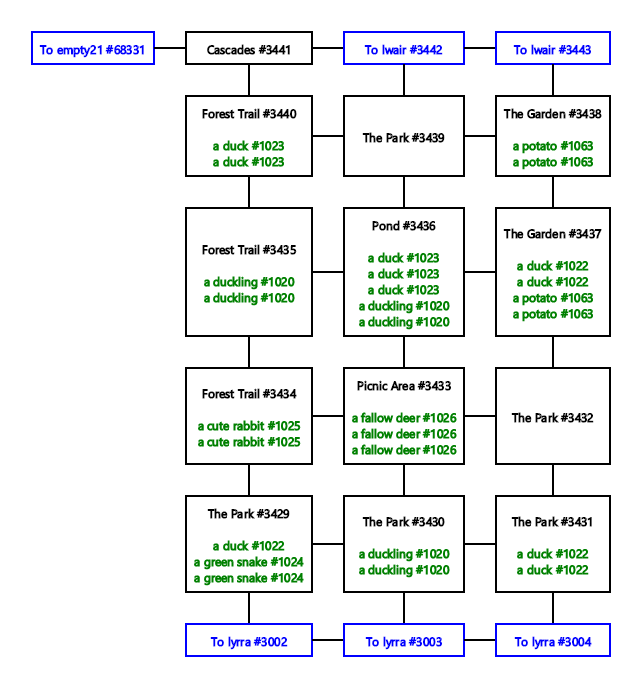 To empty21 #68331
Cascades #3441
To lwair #3442
To lwair #3443
Forest Trail #3440
a duck #1023
a duck #1023
The Park #3439
The Garden #3438
a potato #1063
a potato #1063
Forest Trail #3435
a duckling #1020
a duckling #1020
Pond #3436
a duck #1023
a duck #1023
a duck #1023
a duckling #1020
a duckling #1020
The Garden #3437
a duck #1022
a duck #1022
a potato #1063
a potato #1063
Forest Trail #3434
a cute rabbit #1025
a cute rabbit #1025
Picnic Area #3433
a fallow deer #1026
a fallow deer #1026
a fallow deer #1026
The Park #3432
The Park #3429
a duck #1022
a green snake #1024
a green snake #1024
The Park #3430
a duckling #1020
a duckling #1020
The Park #3431
a duck #1022
a duck #1022
To lyrra #3002
To lyrra #3003
To lyrra #3004